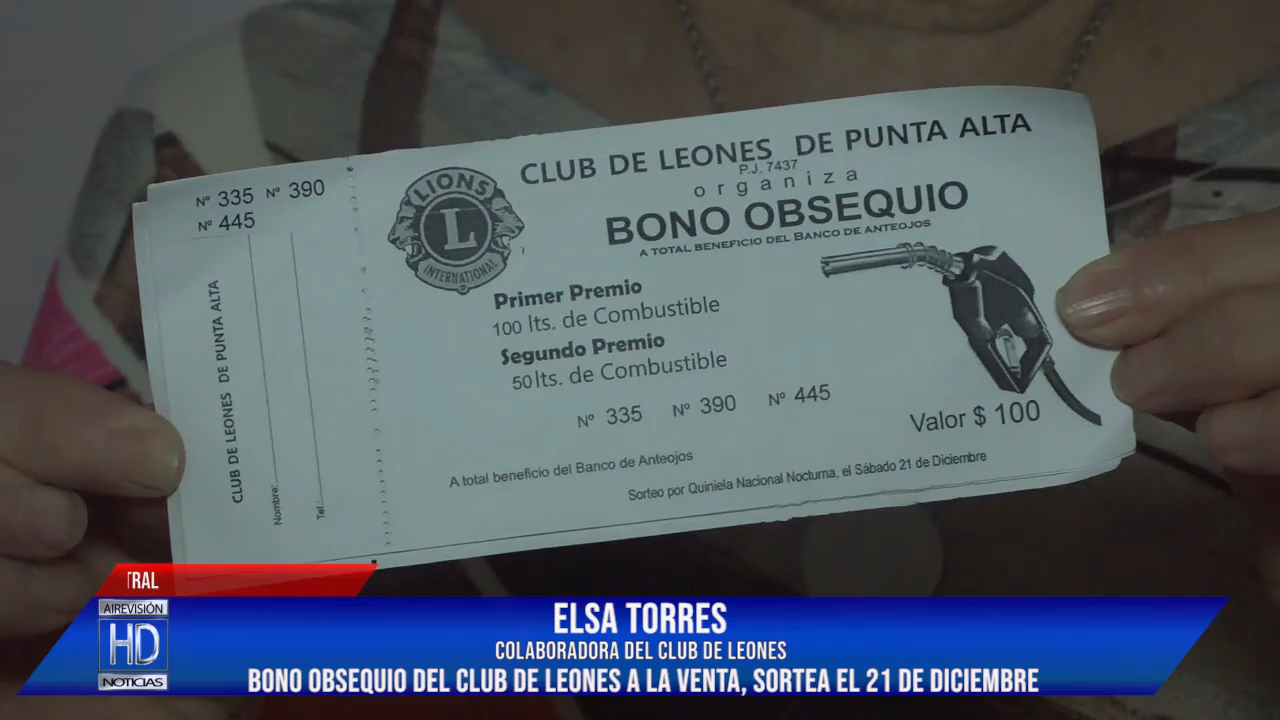 Nº 335 Nº 390
Nº 445
CLUB DE LEONES DE PUNTA ALTA
Nombre:
Tel.:
LIONS
L
INTERNATIONAL
CLUB DE LEONES DE PUNTA ALTA
P.J. 7437
organiza
BONO OBSEQUIO
A TOTAL BENEFICIO DEL BANCO DE ANTEOJOS
Primer Premio
100 lts. de Combustible
Segundo Premio
50lts. de Combustible
Nº 335 Nº 390 Nº 445
Valor $ 100
A total beneficio del Banco de Anteojos
Sorteo por Quiniela Nacional Nocturna, el Sábado 21 de Diciembre
TRAL
AIREVISIÓN
HD
NOTICIAS
ELSA TORRES
COLABORADORA DEL CLUB DE LEONES
BONO OBSEQUIO DEL CLUB DE LEONES A LA VENTA, SORTEA EL 21 DE DICIEMBRE